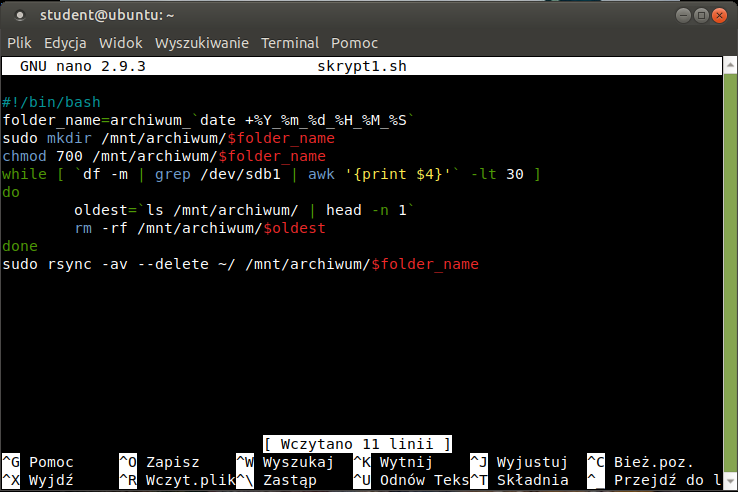 student@ubuntu: ~
Plik Edycja Widok Wyszukiwanie Terminal Pomoc
GNU nano 2.9.3 skrypt1.sh
#!/bin/bash
folder_name=archiwum_`date +%Y_%m_%d_%H_%M_%S`
sudo mkdir /mnt/archiwum/$folder_name
chmod 700 /mnt/archiwum/$folder_name
while [ `df -m | grep /dev/sdb1 | awk '{print $4}'` -lt 30 ]
do
        oldest=`ls /mnt/archiwum/ | head -n 1`
        rm -rf /mnt/archiwum/$oldest
done
sudo rsync -av --delete ~/ /mnt/archiwum/$folder_name
[ Wczytano 11 linii ]
^G Pomoc ^O Zapisz ^W Wyszukaj ^K Wytnij ^J Wyjustuj ^C Bież.poz.
^X Wyjdź ^R Wczyt.plik ^\ Zastąp ^U Odnów Teks ^T Składnia ^_ Przejdź do l